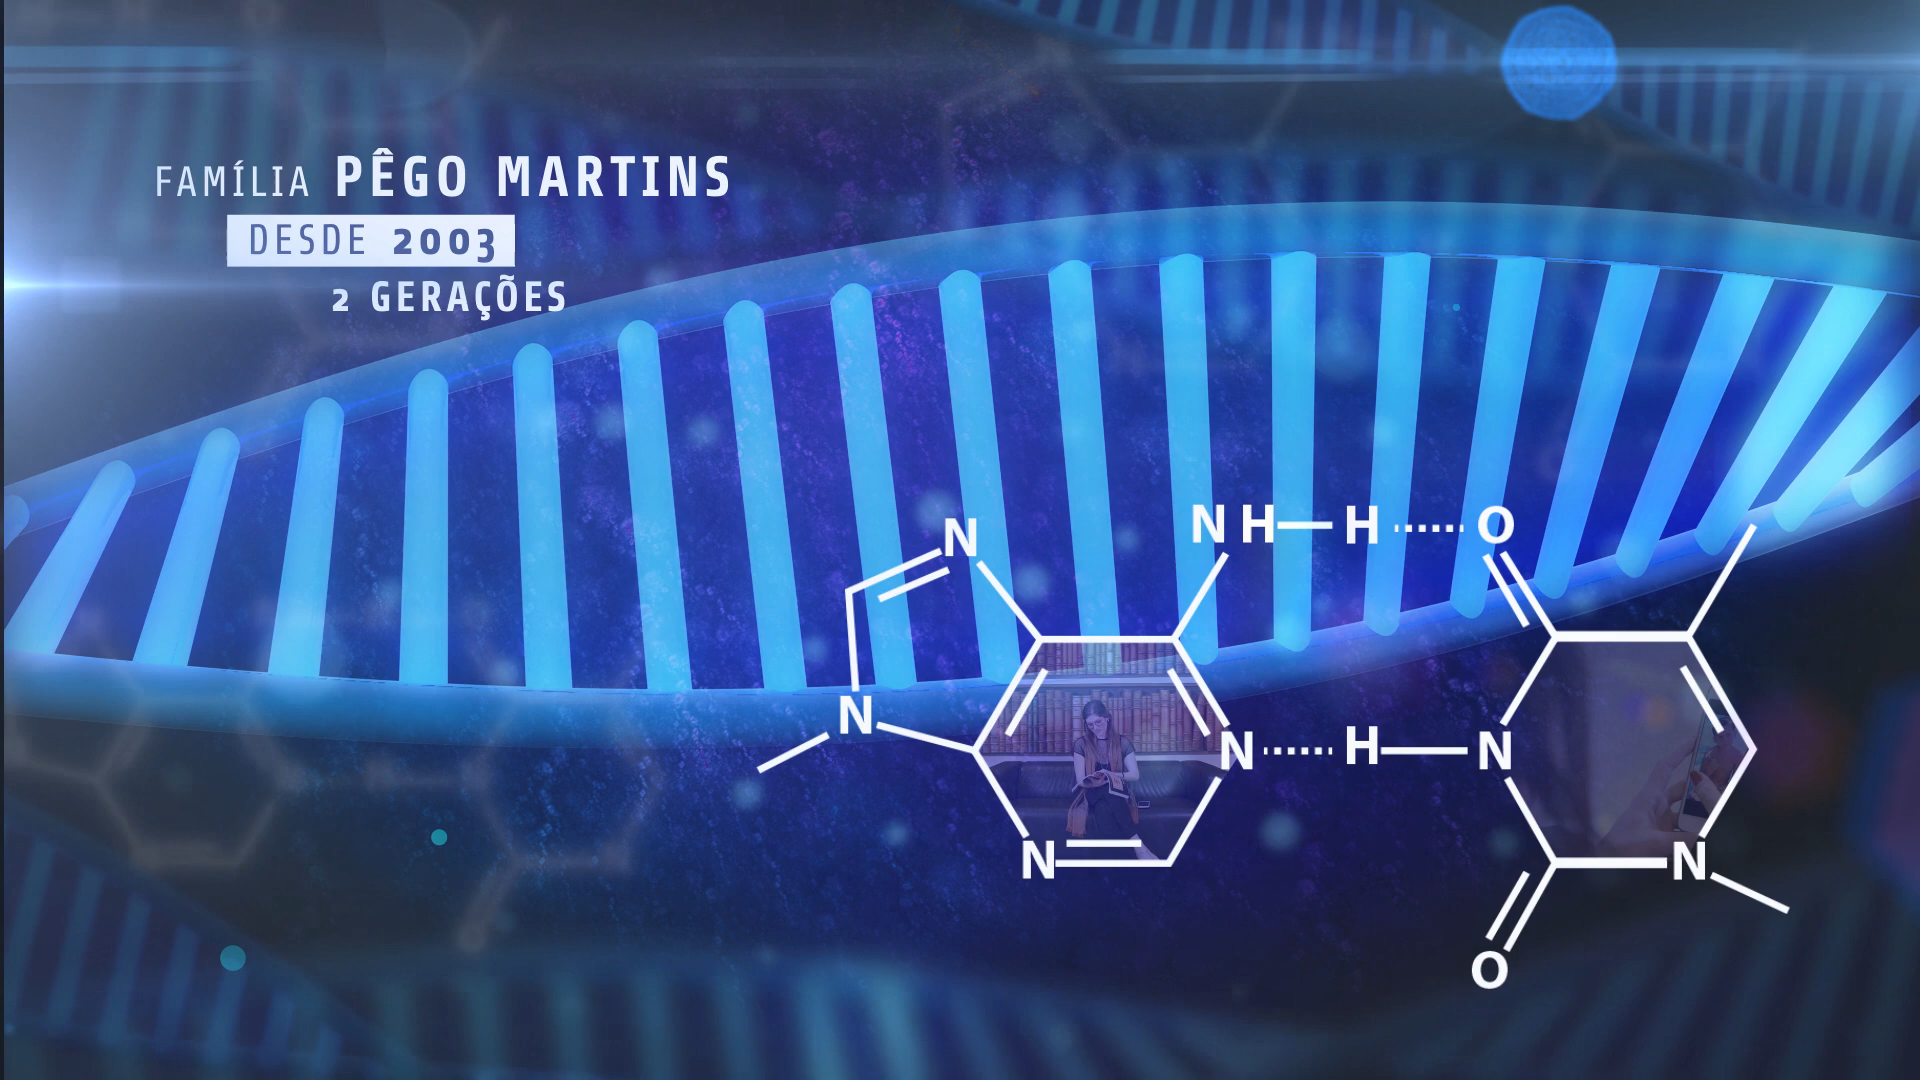 FAMÍLIA PÊGO MARTINS
DESDE 2003
2 GERAÇÕES
N NH H O
N N H N
N N
O